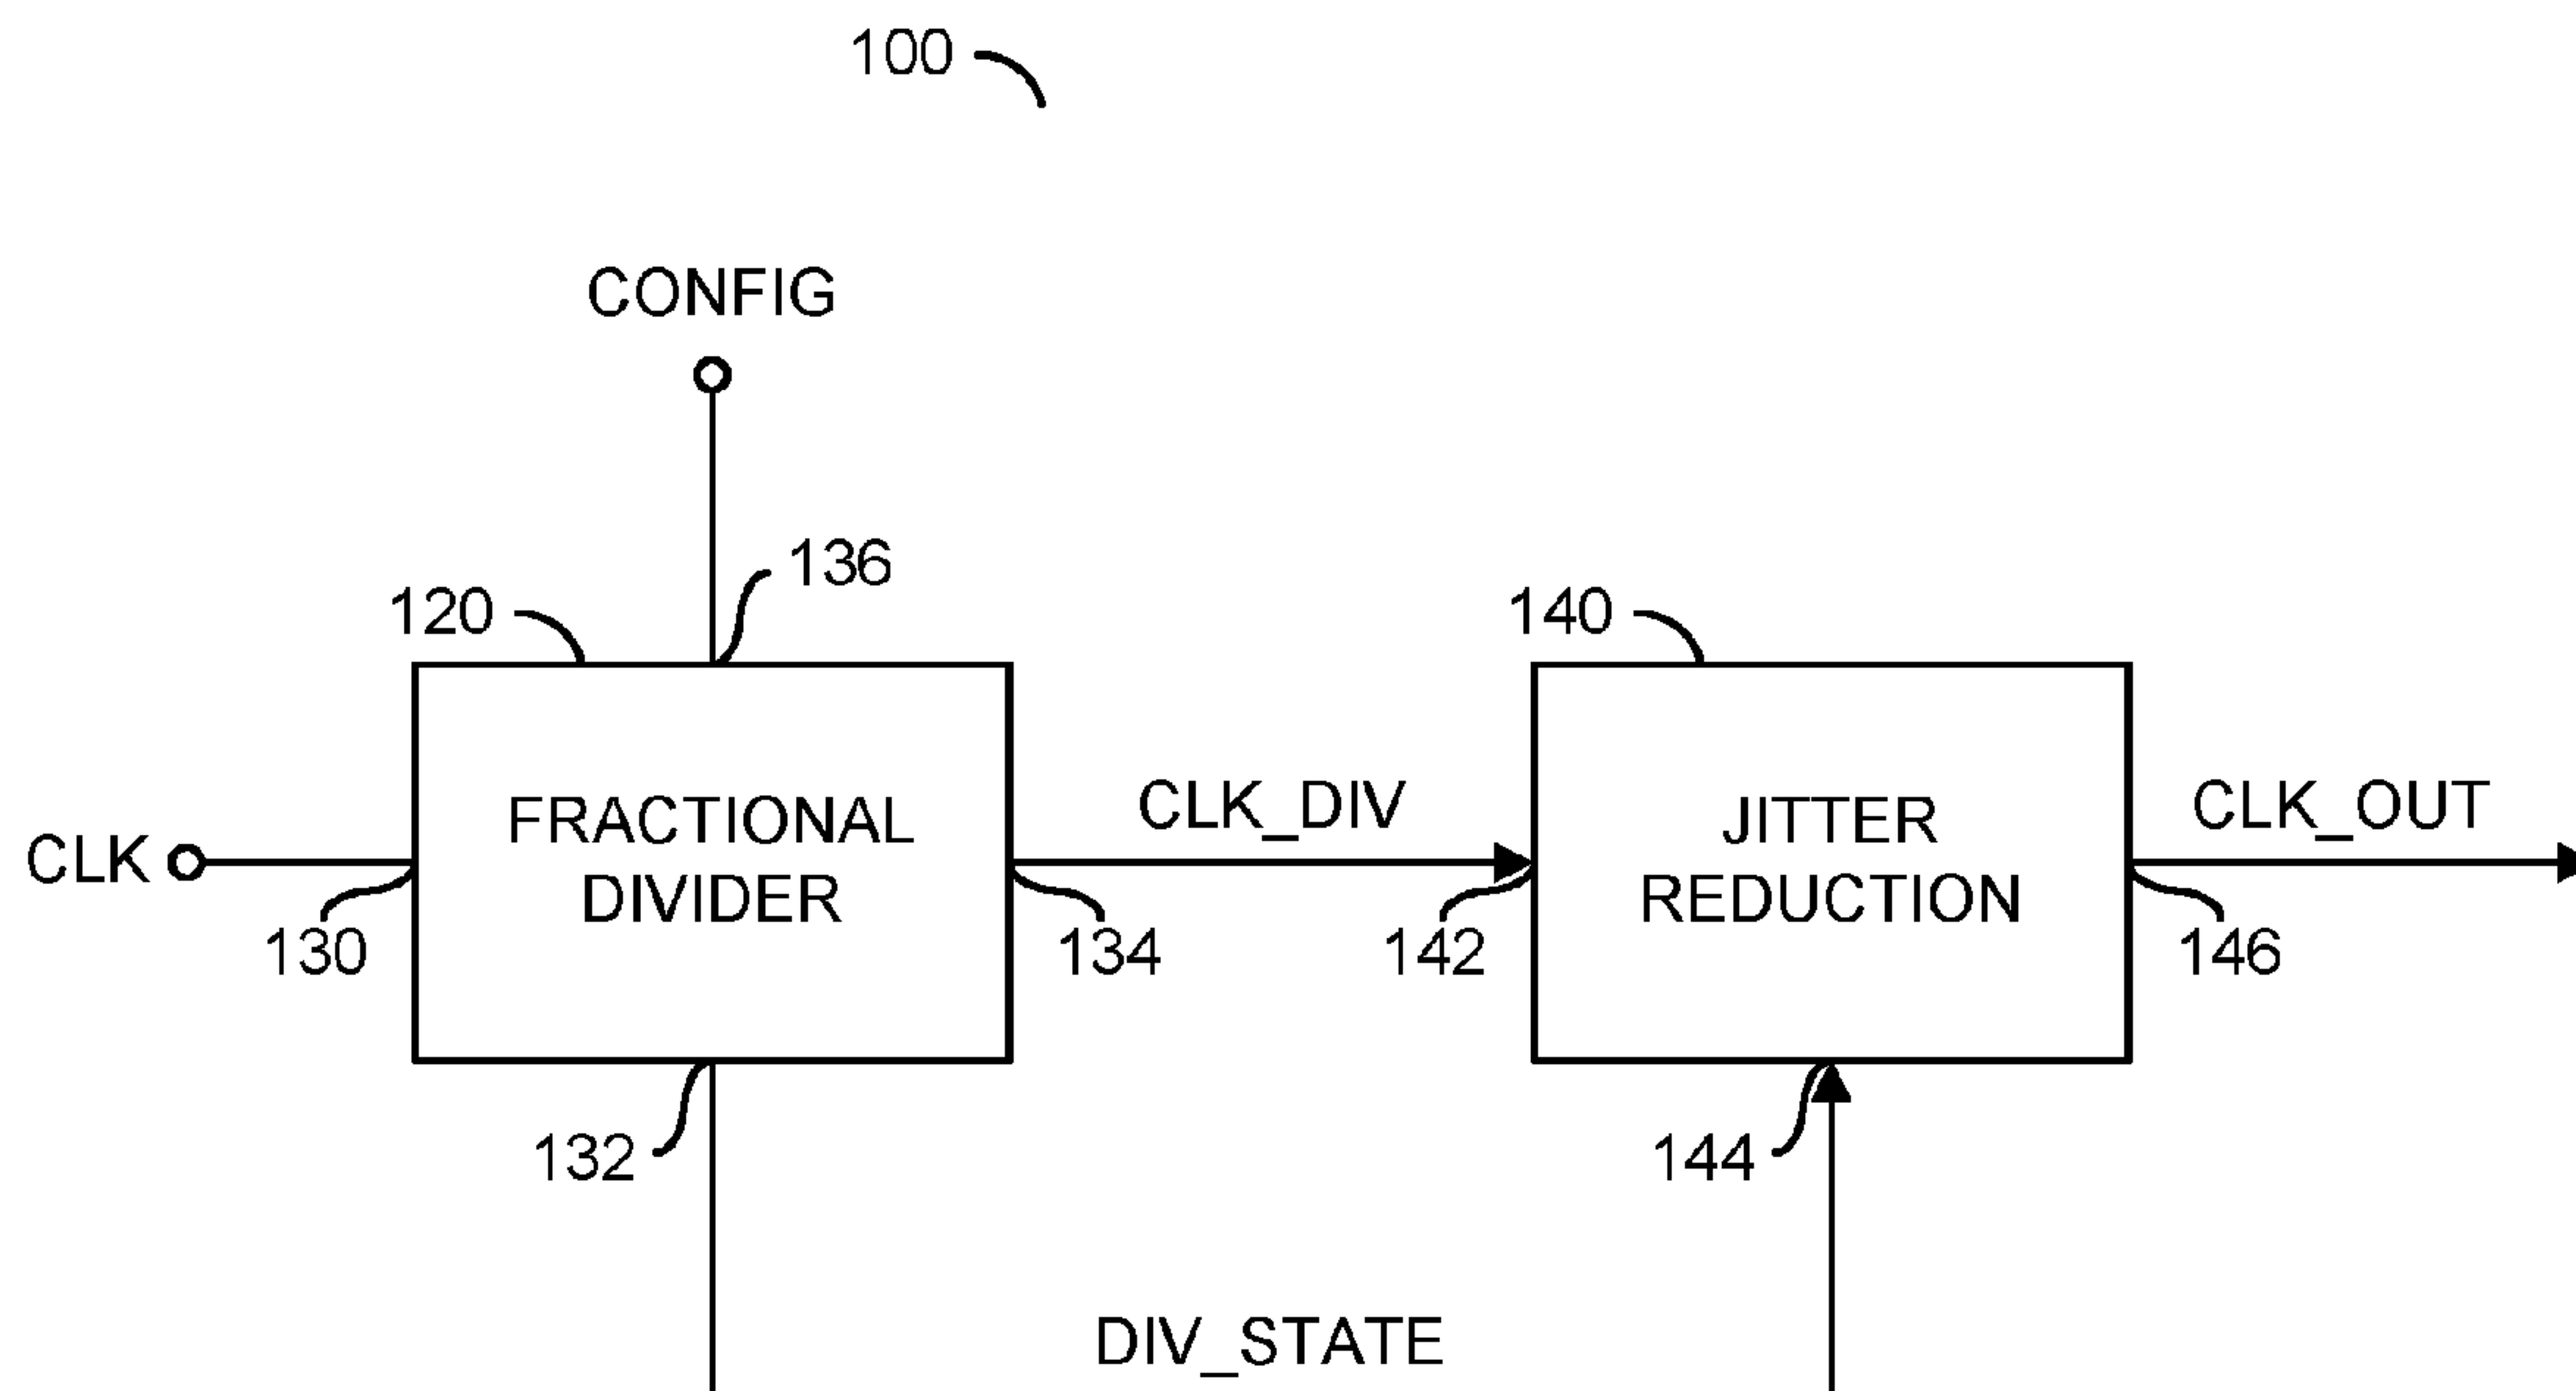 100
CONFIG
136
120
140
FRACTIONAL
DIVIDER
CLK_DIV
JITTER
REDUCTION
CLK_OUT
CLK
130
134
142
146
132
144
DIV_STATE